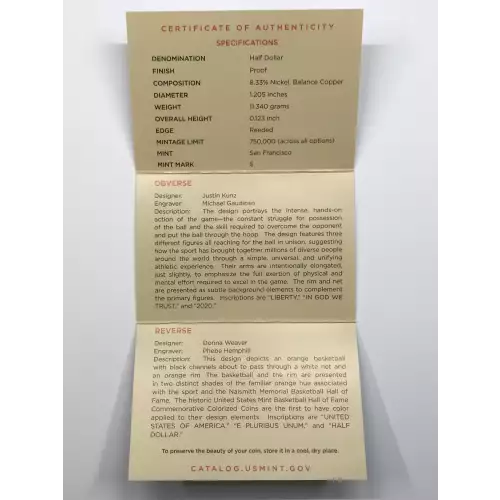 CERTIFICATE OF AUTHENTICITY
SPECIFICATIONS
DENOMINATION Half Dollar
FINISH Proof
COMPOSITION 8.33% Nickel, Balance Copper
DIAMETER 1.205 inches
WEIGHT 11.340 grams
OVERALL HEIGHT 0.123 inch
EDGE Reeded
MINTAGE LIMIT 750,000 (across all options)
MINT San Francisco
MINT MARK S
OBVERSE
Designer: Justin Kunz
Engraver: Michael Gaudioso
Description: The design portrays the intense, hands-on
action of the game—the constant struggle for possession
of the ball and the skill required to overcome the opponent
and put the ball through the hoop. The design features three
different figures all reaching for the ball in unison, suggesting
how the sport has brought together millions of diverse people
around the world through a simple, universal, and unifying
athletic experience. Their arms are intentionally elongated,
just slightly, to emphasize the full exertion of physical and
mental effort required to excel in the game. The rim and net
are presented as subtle background elements to complement
the primary figures. Inscriptions are "LIBERTY," "IN GOD WE
TRUST," and "2020."
REVERSE
Designer: Donna Weaver
Engraver: Phebe Hemphill
Description: This design depicts an orange basketball
with black channels about to pass through a white net and
an orange rim. The basketball and the rim are presented
in two distinct shades of the familiar orange hue associated
with the sport and the Naismith Memorial Basketball Hall of
Fame. The historic United States Mint Basketball Hall of Fame
Commemorative Colorized Coins are the first to have color
applied to their design elements. Inscriptions are "UNITED
STATES OF AMERICA," "E PLURIBUS UNUM," and "HALF
DOLLAR."
To preserve the beauty of your coin, store it in a cool, dry place.
CATALOG.USMINT.GOV